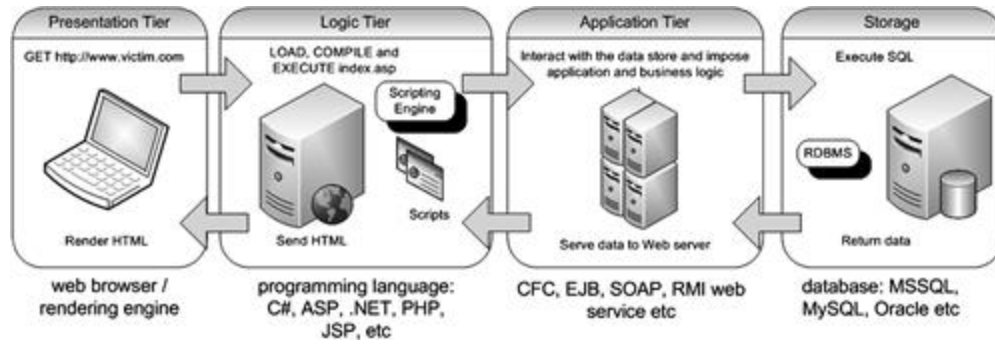 Presentation Tier
GET http://www.victim.com
Render HTML
web browser /
rendering engine
Logic Tier
LOAD, COMPILE and
EXECUTE index.asp
Scripting
Engine
Scripts
Send HTML
programming language:
C#, ASP, .NET, PHP,
JSP, etc
Application Tier
Interact with the data store and impose
application and business logic
Serve data to Web server
CFC, EJB, SOAP, RMI web
service etc
Storage
Execute SQL
RDBMS
Return data
database: MSSQL,
MySQL, Oracle etc